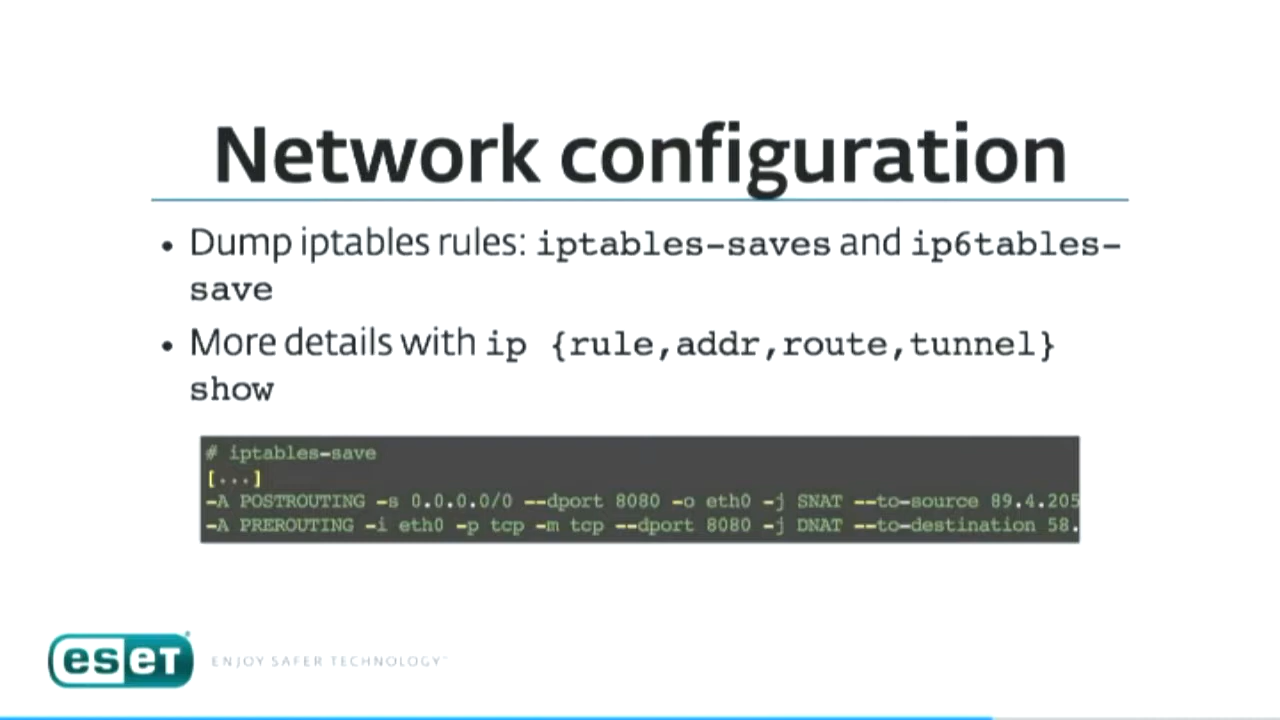 Network configuration
• Dump iptables rules: iptables-saves and ip6tables-
save
• More details with ip {rule,addr,route,tunnel}
show
# iptables-save
[...]
-A POSTROUTING -s 0.0.0.0/0 --dport 8080 -o eth0 -j SNAT --to-source 89.4.205
-A PREROUTING -i eth0 -p tcp -m tcp --dport 8080 -j DNAT --to-destination 58.
eseT ENJOY SAFER TECHNOLOGY™